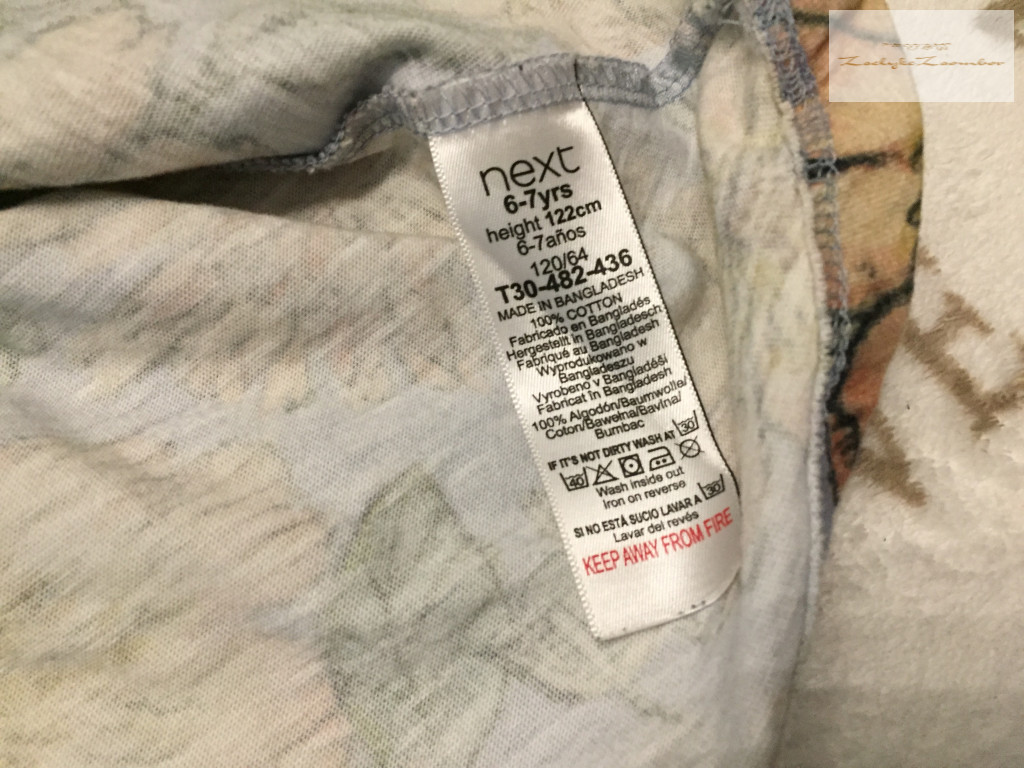 next
6-7yrs
height 122cm
6-7años
120/64
T30-482-436
MADE IN BANGLADESH
100% COTTON
Fabricado en Bangladés
Hergestellt in Bangladesch
Fabriqué au Bangladesh
Wyprodukowano w
Bangladeszu
Vyrobeno v Bangladéši
Fabricat în Bangladesh
100% Algodón/Baumwolle/
Coton/Bawełna/Bavlna/
Bumbac
IF IT'S NOT DIRTY WASH AT 30
40
Wash inside out
Iron on reverse
SI NO ESTÁ SUCIO LAVAR A 30
Lavar del revés
KEEP AWAY FROM FIRE